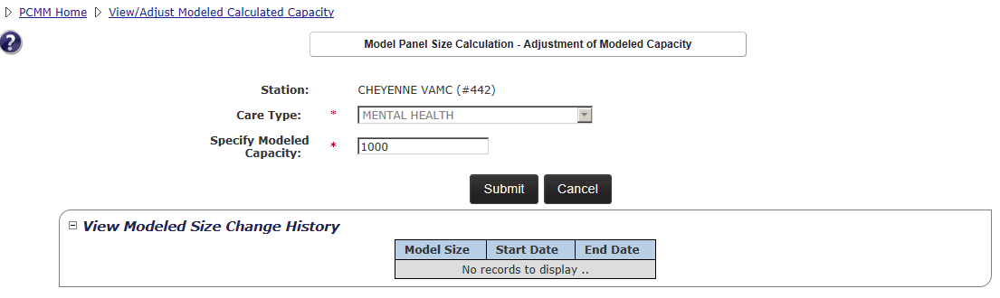 PCMM Home View/Adjust Modeled Calculated Capacity
?
Model Panel Size Calculation - Adjustment of Modeled Capacity
Station: CHEYENNE VAMC (#442)
Care Type: * MENTAL HEALTH
Specify Modeled
Capacity: * 1000
Submit Cancel
View Modeled Size Change History
Model Size Start Date End Date
No records to display ..